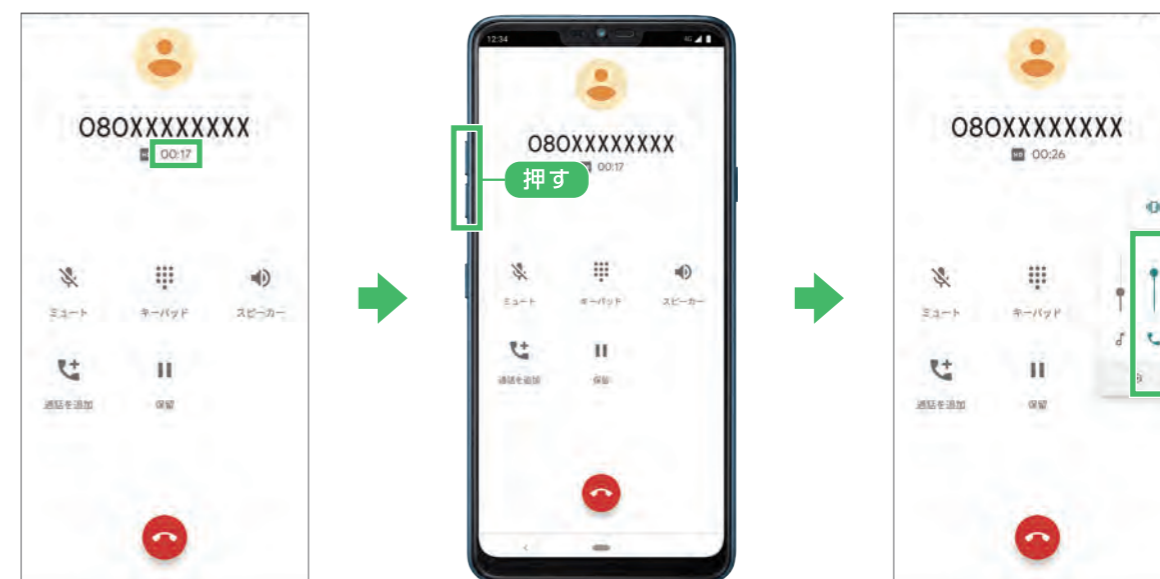 080XXXXXXXX
HD 00:17
ミュート
キーパッド
スピーカー
通話を追加
保留
12:34
4G
080XXXXXXXX
00:17
押す
ミュート
キーパッド
スピーカー
通話を追加
保留
080XXXXXXXX
HD 00:26
ミュート
キーパッド
通話を追加
保留